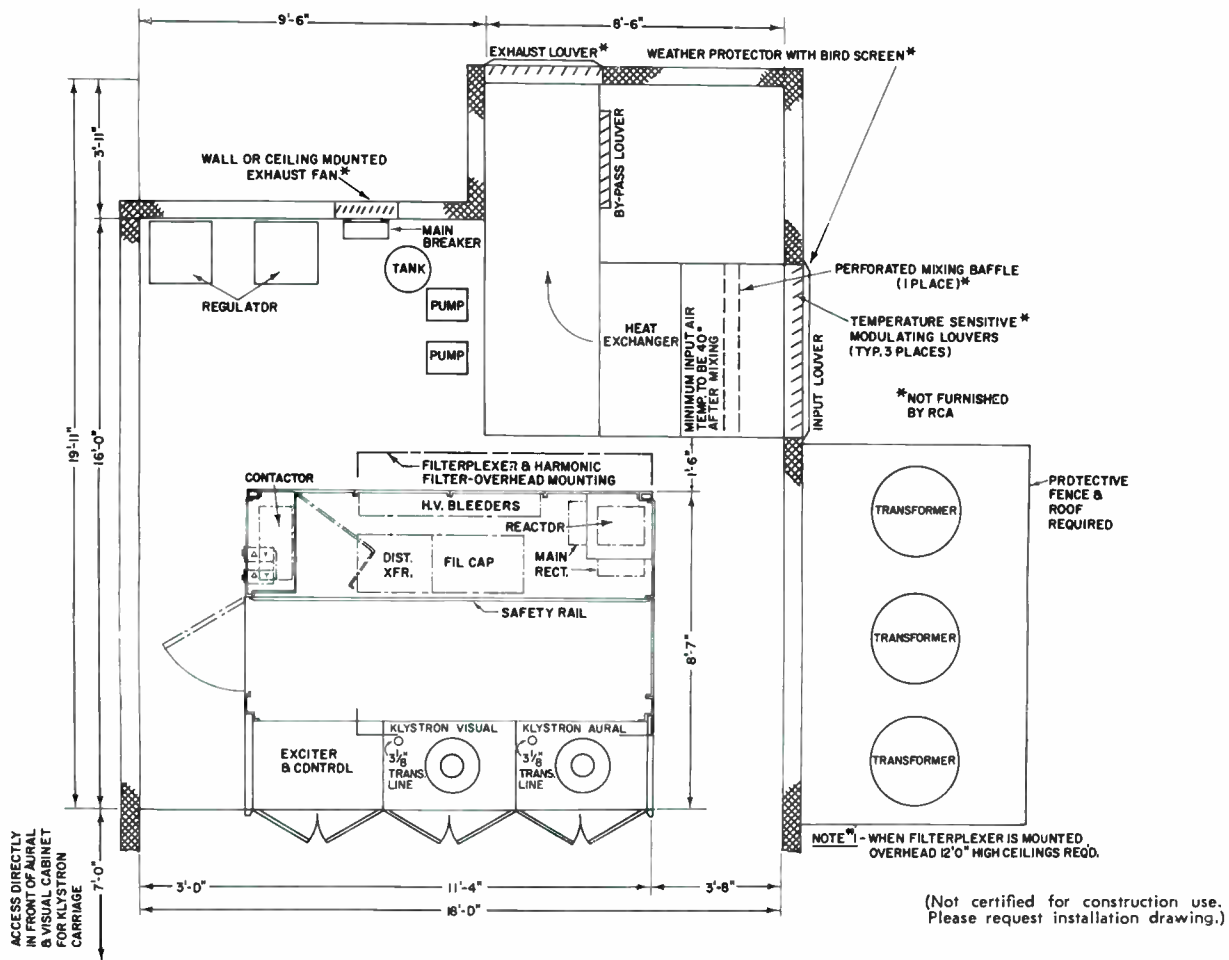 9'-6"
8'-6"
EXHAUST LOUVER*
WEATHER PROTECTOR WITH BIRD SCREEN*
3'-11"
WALL OR CEILING MOUNTED
EXHAUST FAN*
BY-PASS LOUVER
MAIN
BREAKER
TANK
REGULATOR
PUMP
PUMP
HEAT
EXCHANGER
MINIMUM INPUT AIR
TEMP. TO BE 40°
AFTER MIXING
PERFORATED MIXING BAFFLE
(1 PLACE)*
TEMPERATURE SENSITIVE*
MODULATING LOUVERS
(TYP. 3 PLACES)
INPUT LOUVER
*NOT FURNISHED
BY RCA
19'-11"
16'-0"
1'-6"
CONTACTOR
FILTERPLEXER & HARMONIC
FILTER-OVERHEAD MOUNTING
H.V. BLEEDERS
REACTOR
DIST.
XFR.
FIL CAP
MAIN
RECT.
TRANSFORMER
PROTECTIVE
FENCE &
ROOF
REQUIRED
SAFETY RAIL
8'-7"
TRANSFORMER
EXCITER
& CONTROL
KLYSTRON VISUAL
3⅛"
TRANS.
LINE
KLYSTRON AURAL
3⅛"
TRANS.
LINE
TRANSFORMER
NOTE #1 - WHEN FILTERPLEXER IS MOUNTED
OVERHEAD 12'0" HIGH CEILINGS REQ'D.
ACCESS DIRECTLY
IN FRONT OF AURAL
& VISUAL CABINET
FOR KLYSTRON
CARRIAGE
7'-0"
3'-0"
11'-4"
3'-8"
18'-0"
(Not certified for construction use.
Please request installation drawing.)